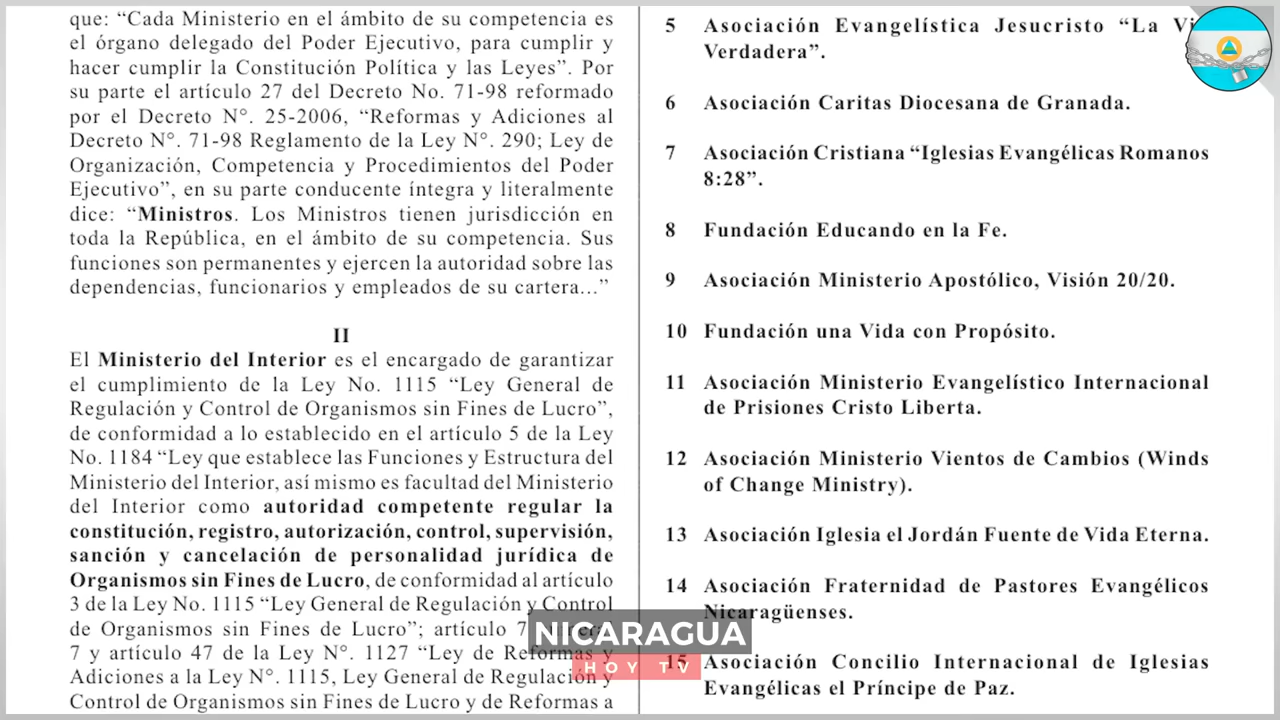 que: “Cada Ministerio en el ámbito de su competencia es
el órgano delegado del Poder Ejecutivo, para cumplir y
hacer cumplir la Constitución Política y las Leyes”. Por
su parte el artículo 27 del Decreto No. 71-98 reformado
por el Decreto N°. 25-2006, “Reformas y Adiciones al
Decreto N°. 71-98 Reglamento de la Ley N°. 290; Ley de
Organización, Competencia y Procedimientos del Poder
Ejecutivo”, en su parte conducente íntegra y literalmente
dice: “Ministros. Los Ministros tienen jurisdicción en
toda la República, en el ámbito de su competencia. Sus
funciones son permanentes y ejercen la autoridad sobre las
dependencias, funcionarios y empleados de su cartera...”
II
El Ministerio del Interior es el encargado de garantizar
el cumplimiento de la Ley No. 1115 “Ley General de
Regulación y Control de Organismos sin Fines de Lucro”,
de conformidad a lo establecido en el artículo 5 de la Ley
No. 1184 “Ley que establece las Funciones y Estructura del
Ministerio del Interior, así mismo es facultad del Ministerio
del Interior como autoridad competente regular la
constitución, registro, autorización, control, supervisión,
sanción y cancelación de personalidad jurídica de
Organismos sin Fines de Lucro, de conformidad al artículo
3 de la Ley No. 1115 “Ley General de Regulación y Control
de Organismos sin Fines de Lucro”; artículo 7
7 y artículo 47 de la Ley N°. 1127 “Ley de Reformas y
Adiciones a la Ley N°. 1115, Ley General de Regulación y
Control de Organismos sin Fines de Lucro y de Reformas a
5 Asociación Evangelística Jesucristo “La
Verdadera”.
6 Asociación Caritas Diocesana de Granada.
7 Asociación Cristiana “Iglesias Evangélicas Romanos
8:28”.
8 Fundación Educando en la Fe.
9 Asociación Ministerio Apostólico, Visión 20/20.
10 Fundación una Vida con Propósito.
11 Asociación Ministerio Evangelístico Internacional
de Prisiones Cristo Liberta.
12 Asociación Ministerio Vientos de Cambios (Winds
of Change Ministry).
13 Asociación Iglesia el Jordán Fuente de Vida Eterna.
14 Asociación Fraternidad de Pastores Evangélicos
Nicaragüenses.
15 Asociación Concilio Internacional de Iglesias
Evangélicas el Príncipe de Paz.
NICARAGUA
HOY TV